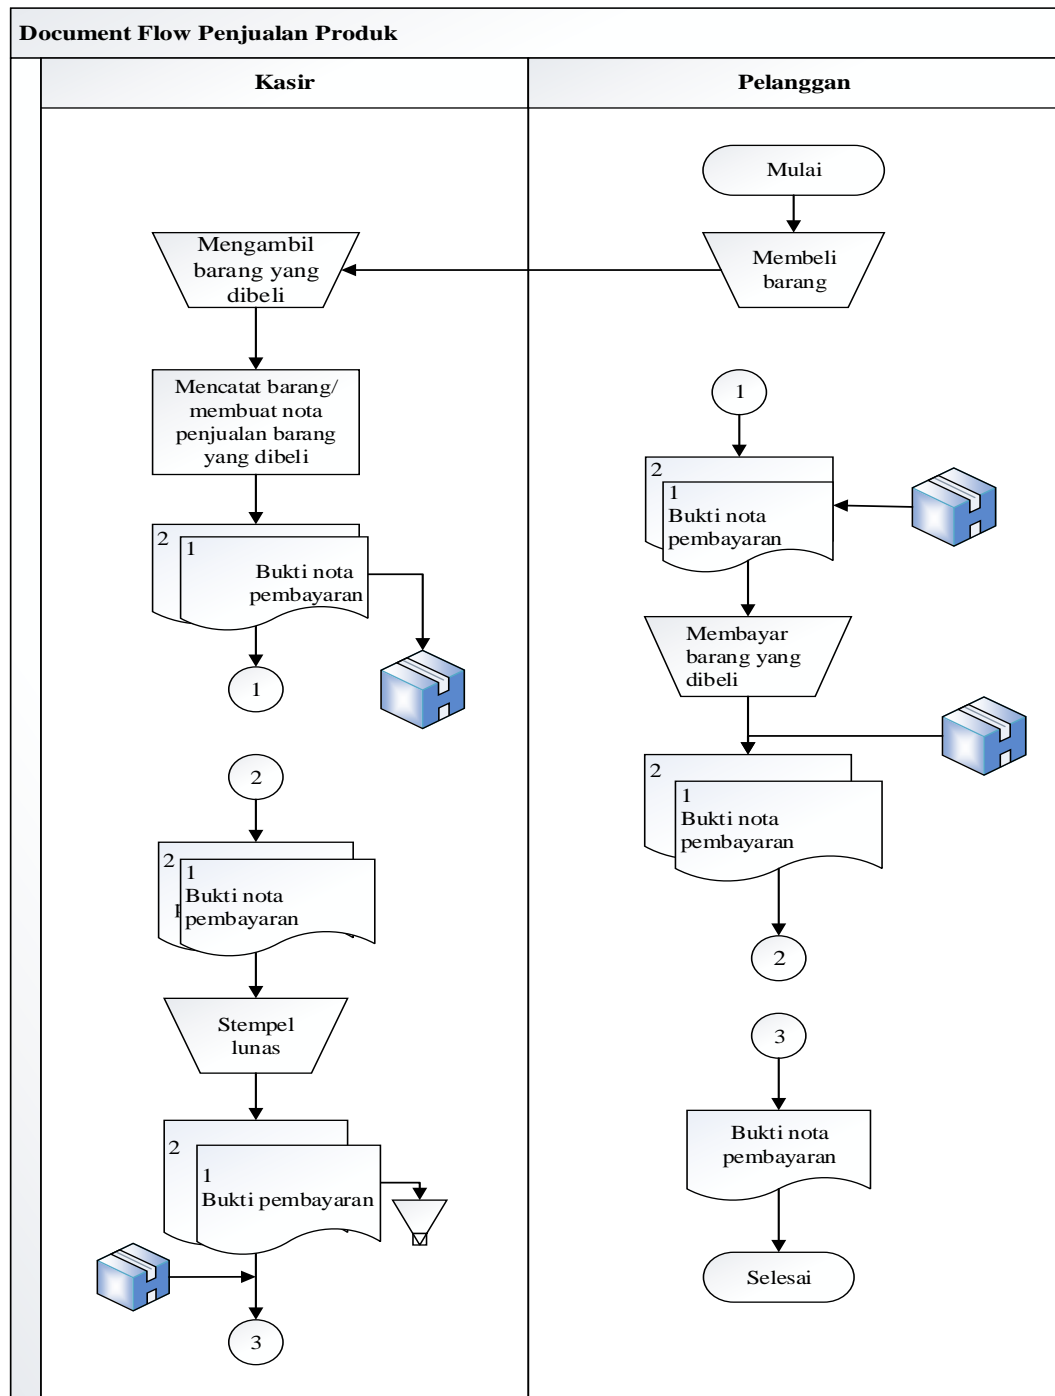 Document Flow Penjualan Produk
Kasir
Pelanggan
Mulai
Membeli
barang
Mengambil
barang yang
dibeli
Mencatat barang/
membuat nota
penjualan barang
yang dibeli
2
1
Bukti nota
pembayaran
1
2
2
1
Bukti nota
pembayaran
p
Stempel
lunas
2
1
Bukti pembayaran
3
1
2
1
Bukti nota
pembayaran
Membayar
barang yang
dibeli
2
1
Bukti nota
pembayaran
2
3
Bukti nota
pembayaran
Selesai